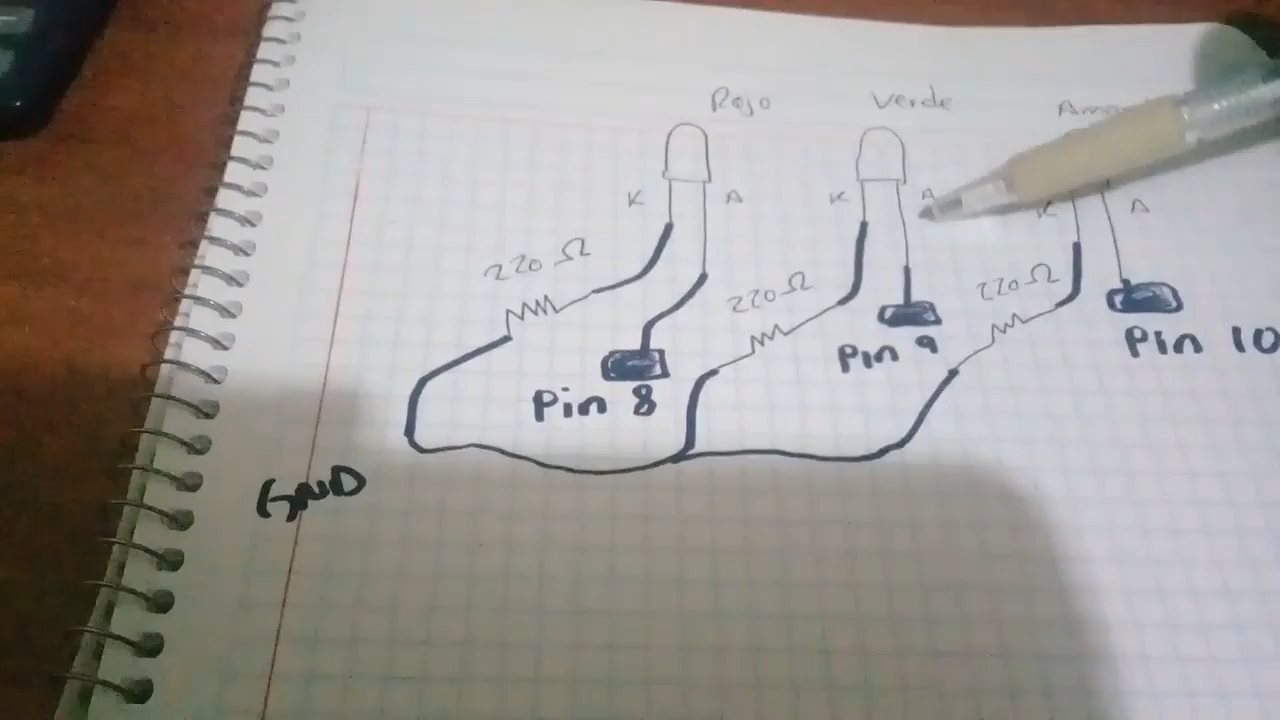 Rojo Verde
K A K A K A
220 Ω 220 Ω 220 Ω
Pin 8 Pin 9 Pin 10
GND